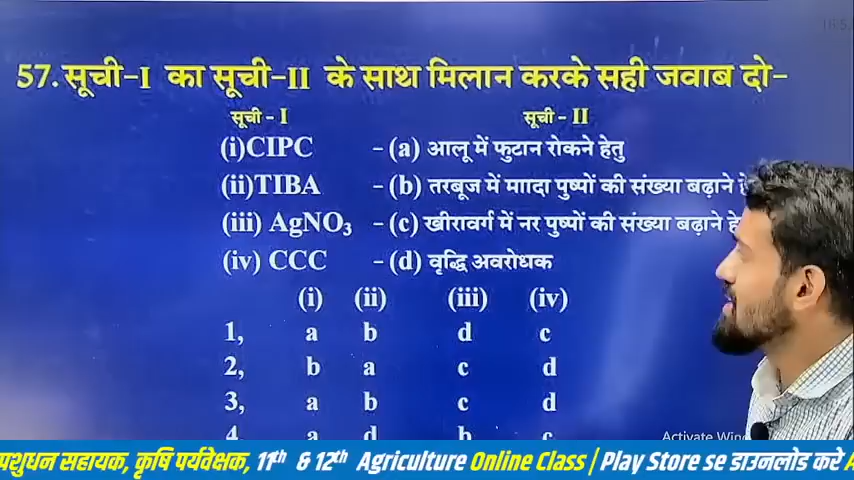 57. सूची-I का सूची-II के साथ मिलान करके सही जवाब दो-
सूची - I सूची - II
(i)CIPC - (a) आलू में फुटान रोकने हेतु
(ii)TIBA - (b) तरबूज में माादा पुष्पों की संख्या बढ़ाने
(iii) AgNO₃ - (c) खीरावर्ग में नर पुष्पों की संख्या बढ़ाने
(iv) CCC - (d) वृद्धि अवरोधक
(i) (ii) (iii) (iv)
1, a b d c
2, b a c d
3, a b c d
4, a d b c
पशुधन सहायक, कृषि पर्यवेक्षक, 11th & 12th Agriculture Online Class | Play Store se डाउनलोड करे